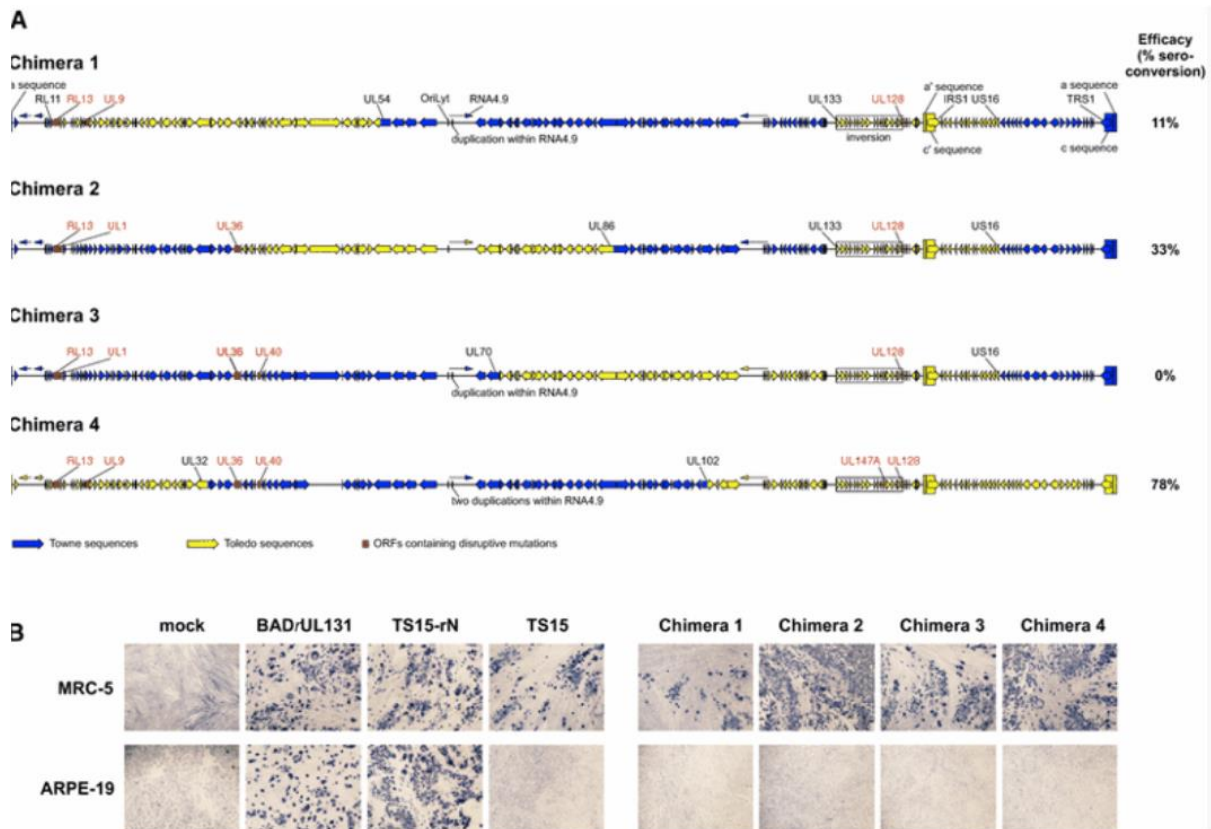 A
Efficacy
(% sero-
conversion)
Chimera 1
a sequence
RL11 RL13 UL9 UL54 OriLyt RNA4.9 UL133 UL128 a' sequence IRS1 US16 a sequence TRS1
duplication within RNA4.9
inversion
c' sequence
c sequence
11%
Chimera 2
RL13 UL1 UL36 UL86 UL133 UL128 US16
33%
Chimera 3
RL13 UL1 UL36 UL40 UL70 UL128 US16
duplication within RNA4.9
0%
Chimera 4
RL13 UL9 UL32 UL36 UL40 UL102 UL147A UL128
two duplications within RNA4.9
78%
Towne sequences Toledo sequences ORFs containing disruptive mutations
B
mock BADrUL131 TS15-rN TS15 Chimera 1 Chimera 2 Chimera 3 Chimera 4
MRC-5
ARPE-19